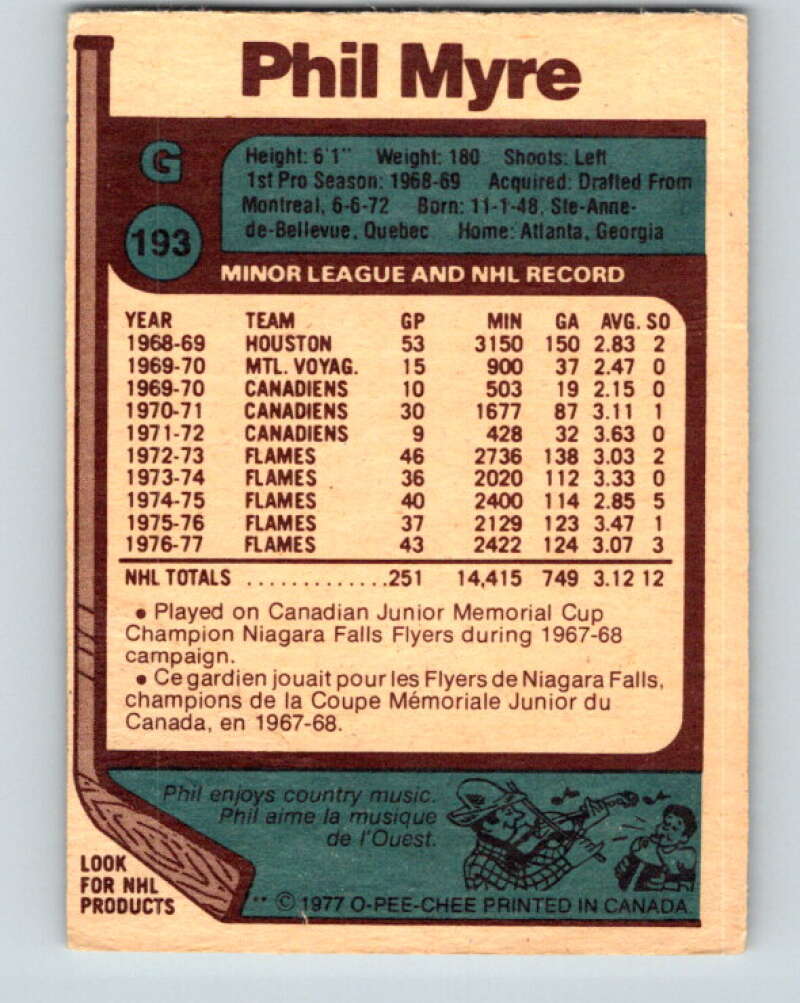 Phil Myre
G
193
Height: 6'1" Weight: 180 Shoots: Left
1st Pro Season: 1968-69 Acquired: Drafted From
Montreal, 6-6-72 Born: 11-1-48, Ste-Anne-
de-Bellevue, Quebec Home: Atlanta, Georgia
MINOR LEAGUE AND NHL RECORD
YEAR TEAM GP MIN GA AVG. SO
1968-69 HOUSTON 53 3150 150 2.83 2
1969-70 MTL. VOYAG. 15 900 37 2.47 0
1969-70 CANADIENS 10 503 19 2.15 0
1970-71 CANADIENS 30 1677 87 3.11 1
1971-72 CANADIENS 9 428 32 3.63 0
1972-73 FLAMES 46 2736 138 3.03 2
1973-74 FLAMES 36 2020 112 3.33 0
1974-75 FLAMES 40 2400 114 2.85 5
1975-76 FLAMES 37 2129 123 3.47 1
1976-77 FLAMES 43 2422 124 3.07 3
NHL TOTALS .............251 14,415 749 3.12 12
• Played on Canadian Junior Memorial Cup
Champion Niagara Falls Flyers during 1967-68
campaign.
• Ce gardien jouait pour les Flyers de Niagara Falls,
champions de la Coupe Mémoriale Junior du
Canada, en 1967-68.
Phil enjoys country music.
Phil aime la musique
de l'Ouest.
LOOK
FOR NHL
PRODUCTS
** © 1977 O-PEE-CHEE PRINTED IN CANADA.